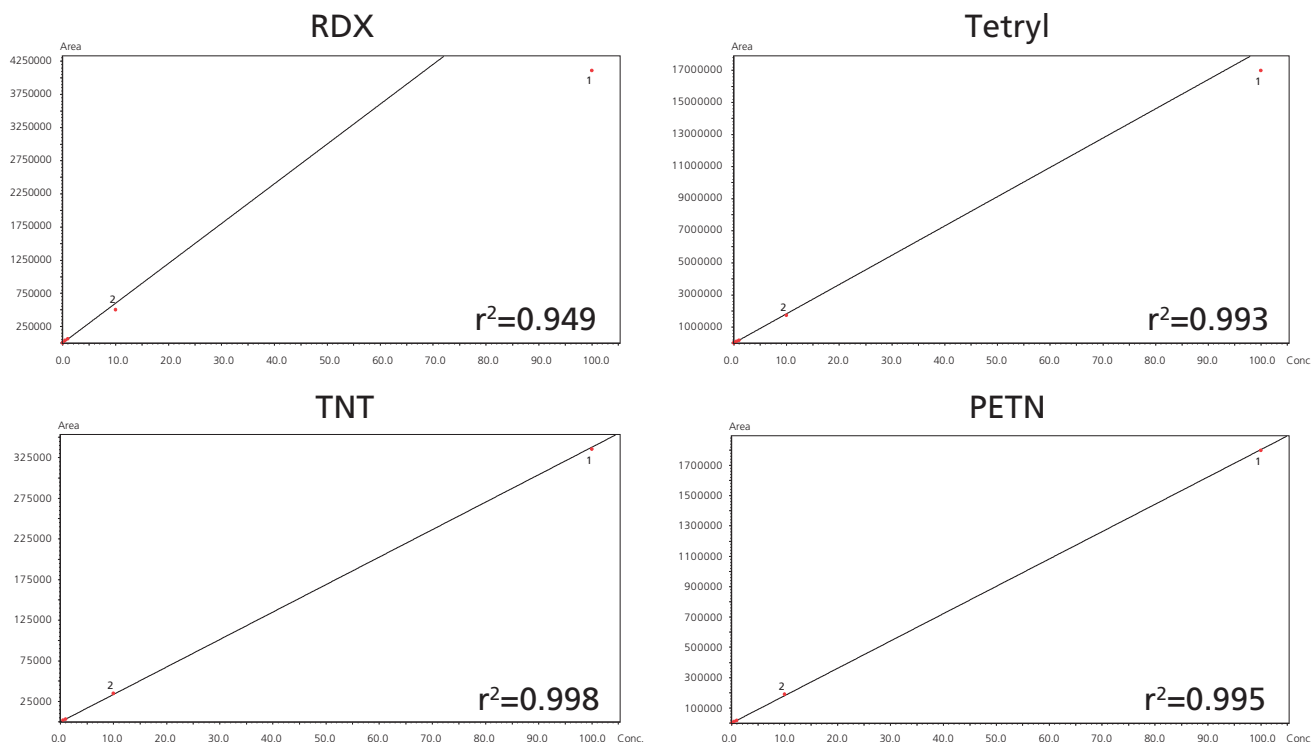 RDX
Area
4250000
3750000
3250000
2750000
2250000
1750000
1250000
750000
250000
1
2
r²=0.949
0.0 10.0 20.0 30.0 40.0 50.0 60.0 70.0 80.0 90.0 100.0
Tetryl
Area
17000000
15000000
13000000
11000000
9000000
7000000
5000000
3000000
1000000
1
2
r²=0.993
0.0 10.0 20.0 30.0 40.0 50.0 60.0 70.0 80.0 90.0 100.0 Conc
TNT
Area
325000
275000
225000
175000
125000
75000
25000
1
2
r²=0.998
0.0 10.0 20.0 30.0 40.0 50.0 60.0 70.0 80.0 90.0 100.0 Conc.
PETN
Area
1700000
1500000
1300000
1100000
900000
700000
500000
300000
100000
1
2
r²=0.995
0.0 10.0 20.0 30.0 40.0 50.0 60.0 70.0 80.0 90.0 100.0 Conc.